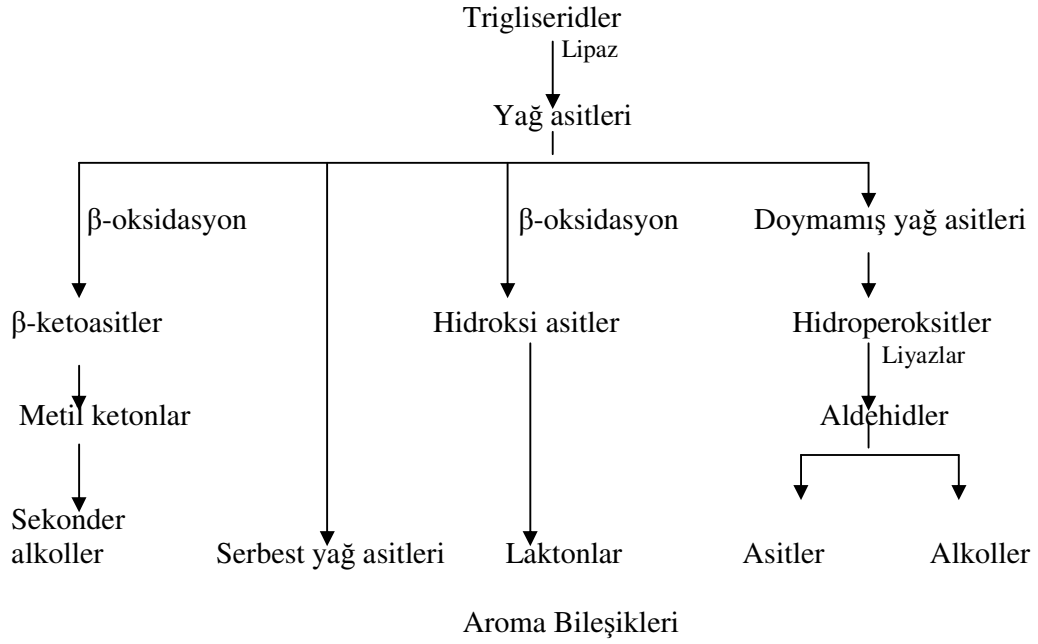 Trigliseridler
Lipaz
Yağ asitleri
β-oksidasyon
β-oksidasyon
Doymamış yağ asitleri
β-ketoasitler
Hidroksi asitler
Hidroperoksitler
Liyazlar
Metil ketonlar
Aldehidler
Sekonder
alkoller
Serbest yağ asitleri
Laktonlar
Asitler
Alkoller
Aroma Bileşikleri